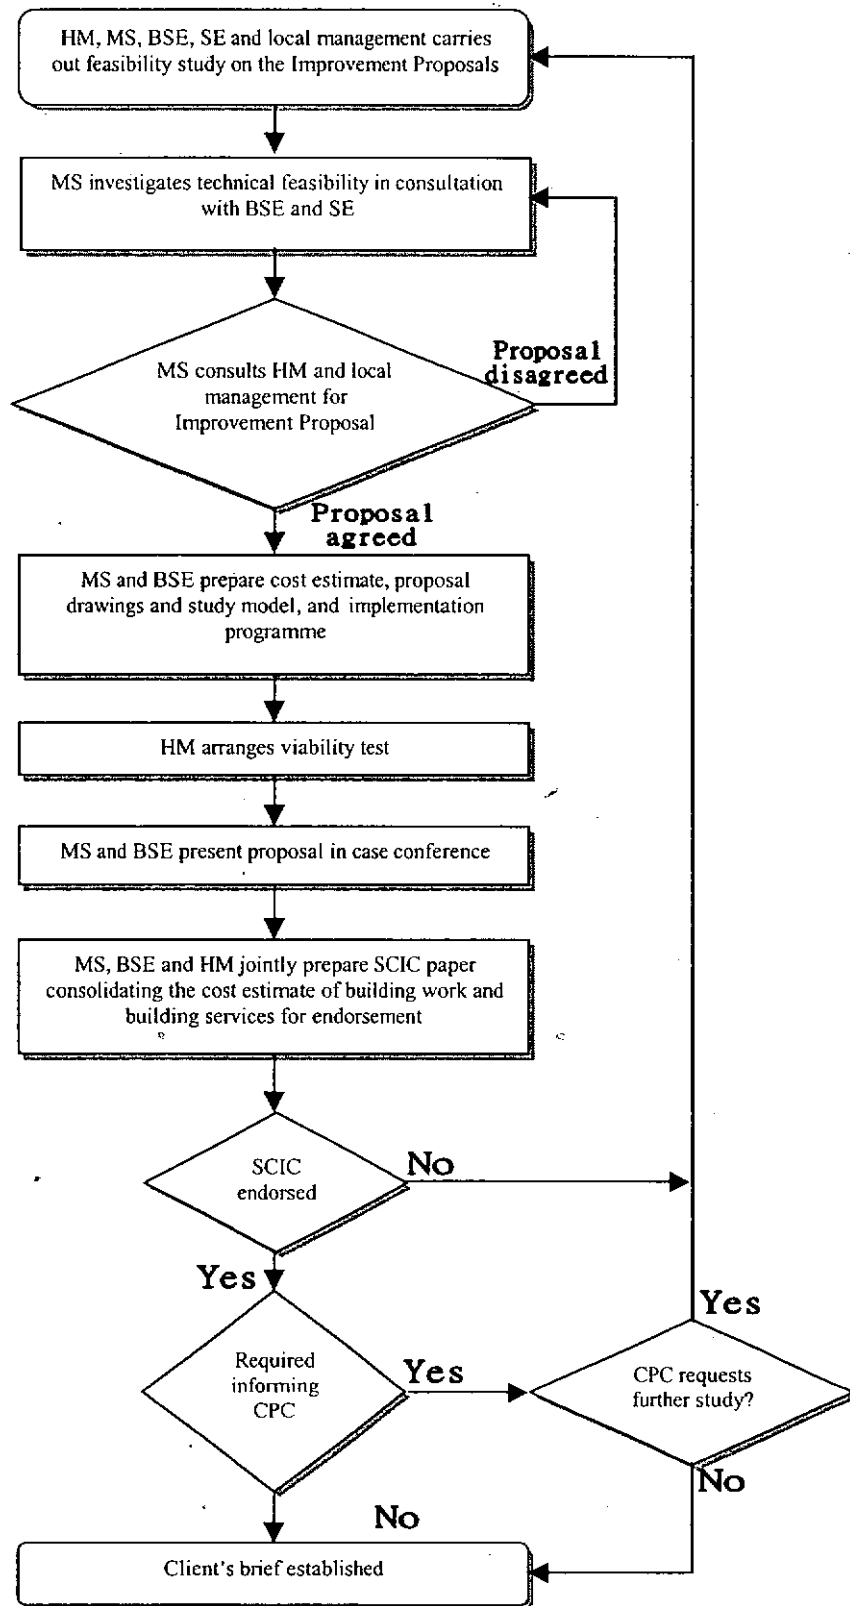 HM, MS, BSE, SE and local management carries
out feasibility study on the Improvement Proposals
MS investigates technical feasibility in consultation
with BSE and SE
MS consults HM and local
management for
Improvement Proposal
Proposal
disagreed
Proposal
agreed
MS and BSE prepare cost estimate, proposal
drawings and study model, and implementation
programme
HM arranges viability test
MS and BSE present proposal in case conference
MS, BSE and HM jointly prepare SCIC paper
consolidating the cost estimate of building work and
building services for endorsement
SCIC
endorsed
No
Yes
Required
informing
CPC
Yes
CPC requests
further study?
Yes
No
No
Client's brief established